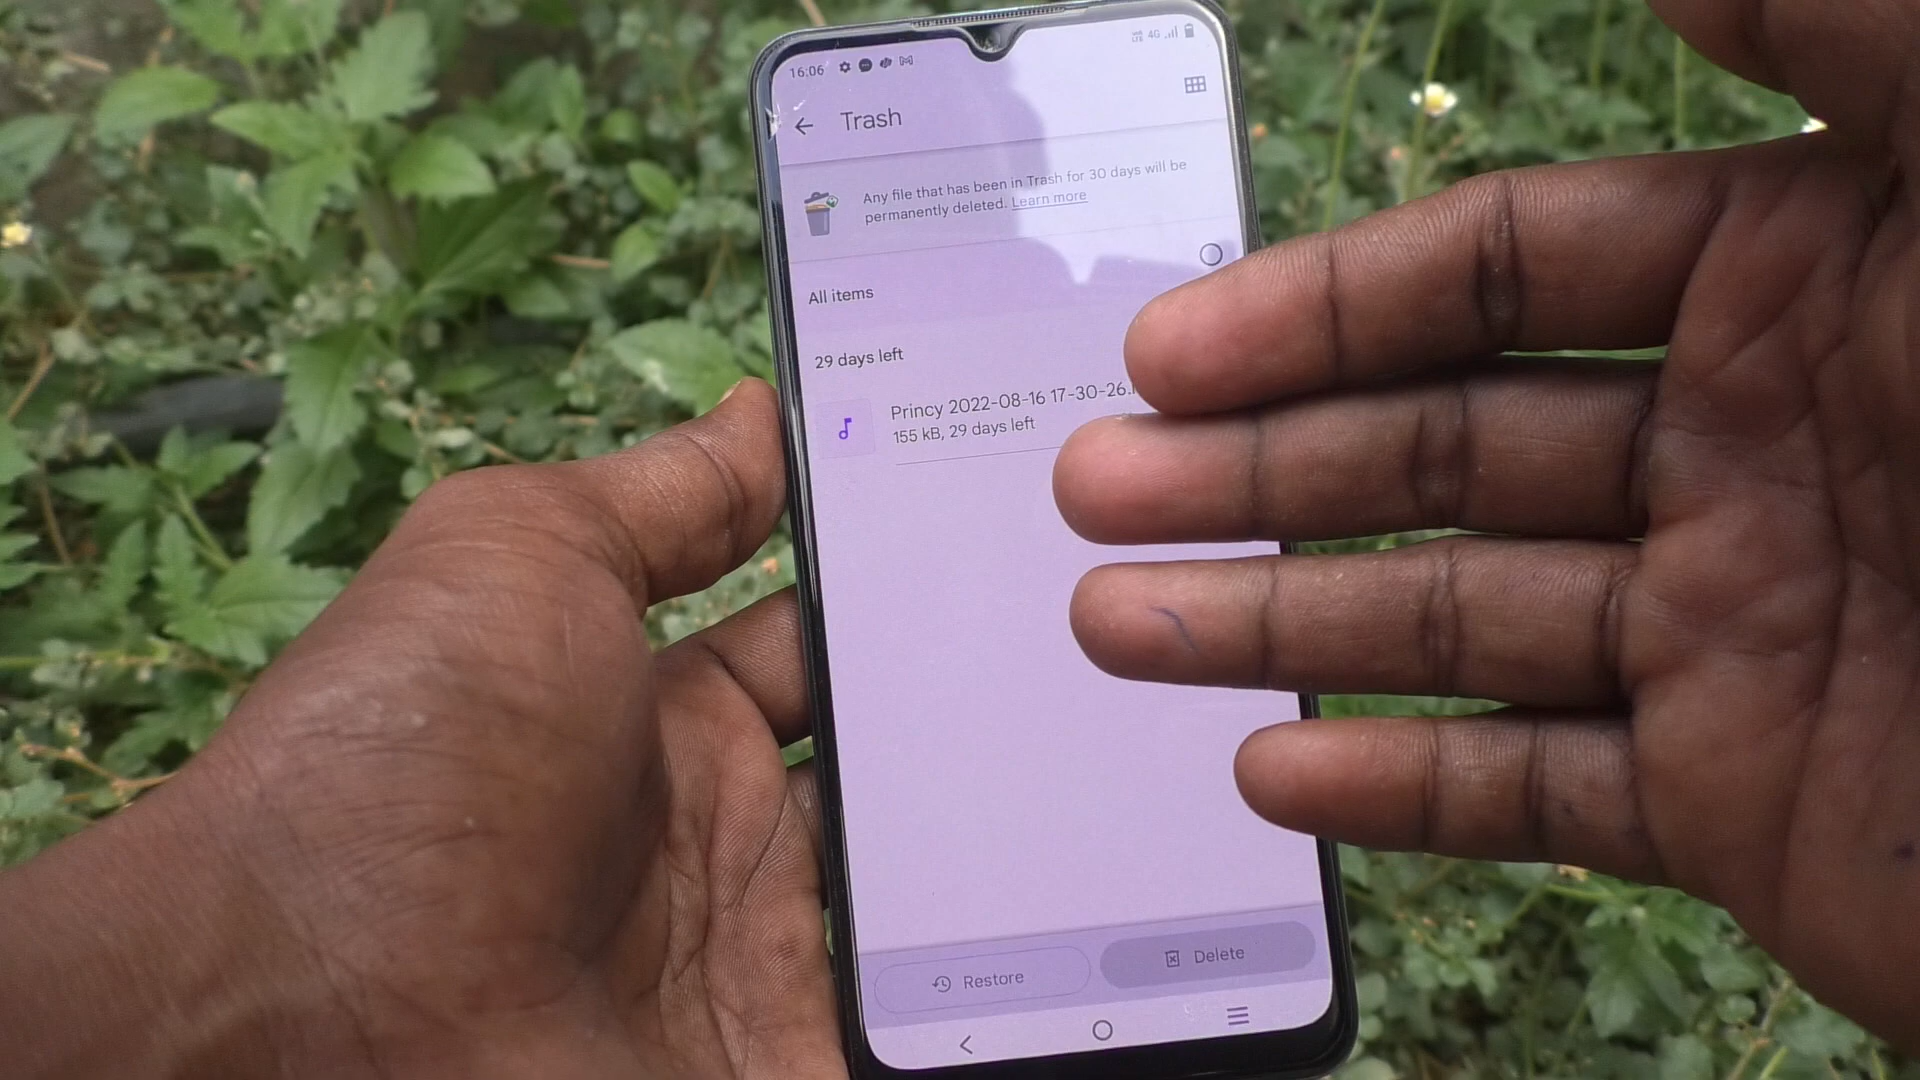 16:06
4G
Trash
Any file that has been in Trash for 30 days will be
permanently deleted. Learn more
All items
29 days left
Princy 2022-08-16 17-30-26.
155 kB, 29 days left
Restore
Delete